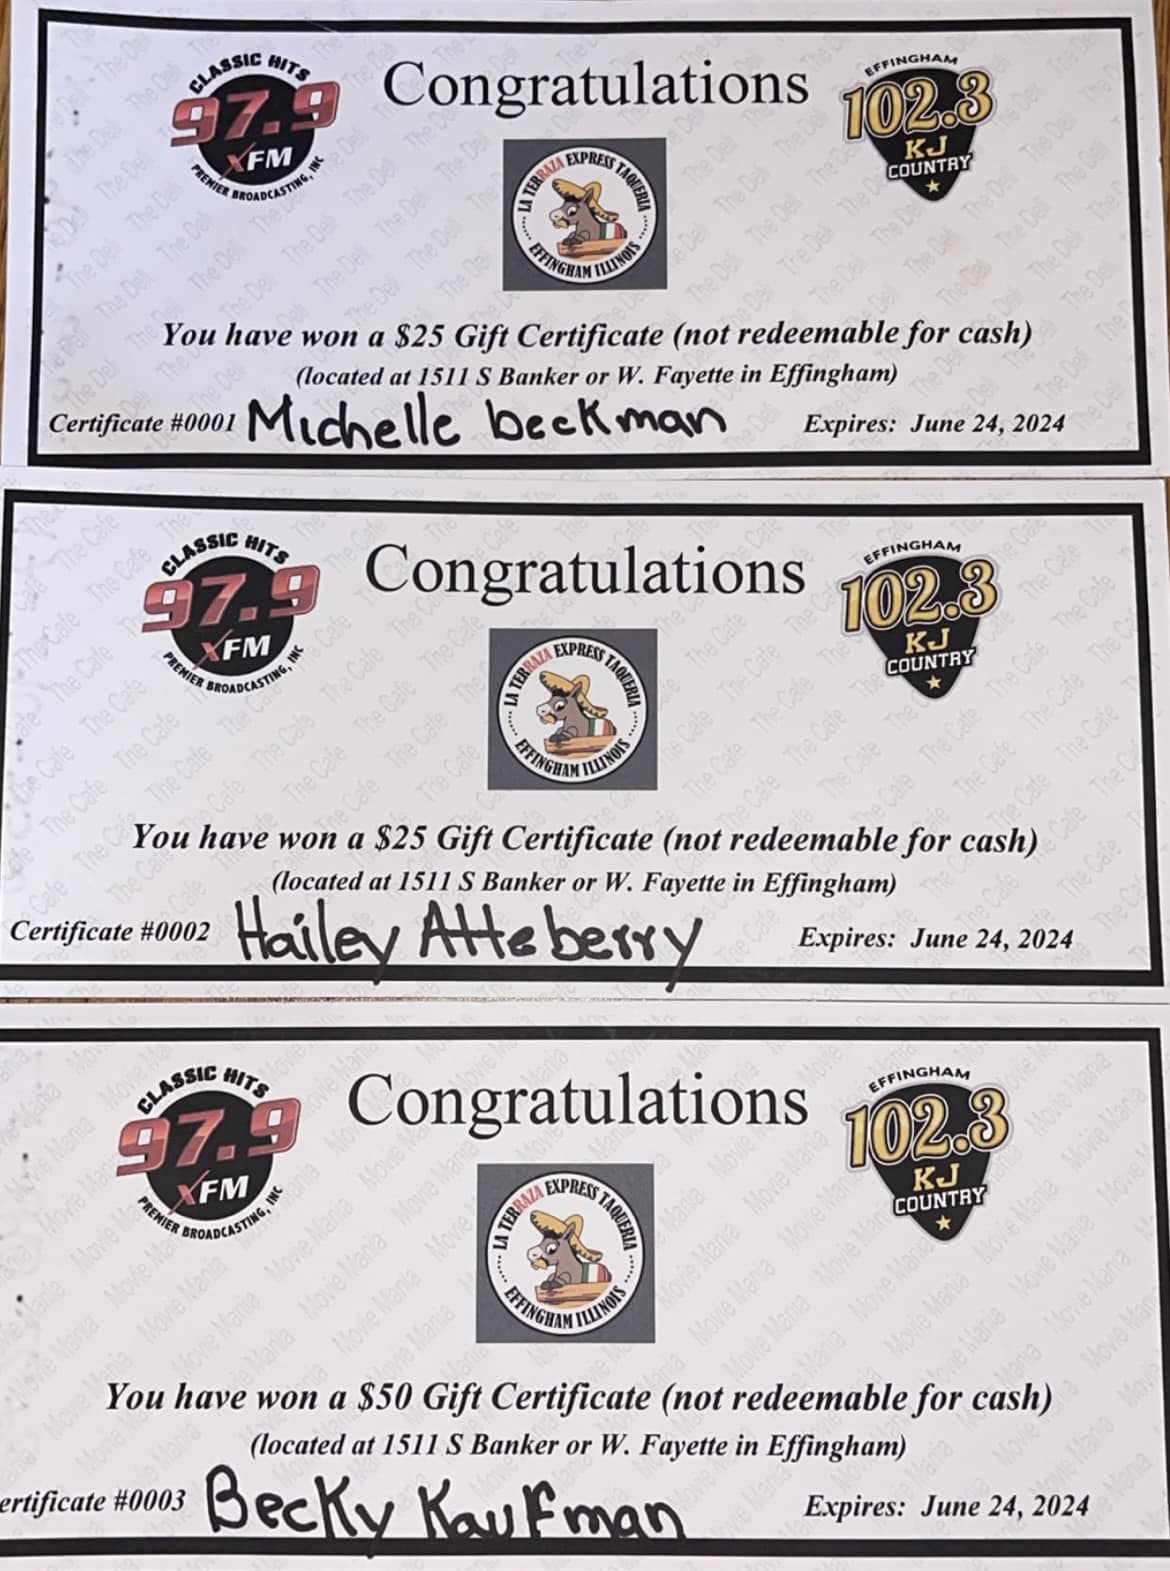 CLASSIC HITS
97.9
XFM
PREMIER BROADCASTING, INC
Congratulations
EFFINGHAM
102.3
KJ
COUNTRY
LA TERRAZA EXPRESS TAQUERIA
EFFINGHAM ILLINOIS
You have won a $25 Gift Certificate (not redeemable for cash)
(located at 1511 S Banker or W. Fayette in Effingham)
Certificate #0001 Michelle beckman Expires: June 24, 2024
The Deli
CLASSIC HITS
97.9
XFM
PREMIER BROADCASTING, INC
Congratulations
EFFINGHAM
102.3
KJ
COUNTRY
LA TERRAZA EXPRESS TAQUERIA
EFFINGHAM ILLINOIS
You have won a $25 Gift Certificate (not redeemable for cash)
(located at 1511 S Banker or W. Fayette in Effingham)
Certificate #0002 Hailey Atteberry Expires: June 24, 2024
The Cafe
CLASSIC HITS
97.9
XFM
PREMIER BROADCASTING, INC
Congratulations
EFFINGHAM
102.3
KJ
COUNTRY
LA TERRAZA EXPRESS TAQUERIA
EFFINGHAM ILLINOIS
You have won a $50 Gift Certificate (not redeemable for cash)
(located at 1511 S Banker or W. Fayette in Effingham)
ertificate #0003 Becky Kaufman Expires: June 24, 2024
Movie Mania